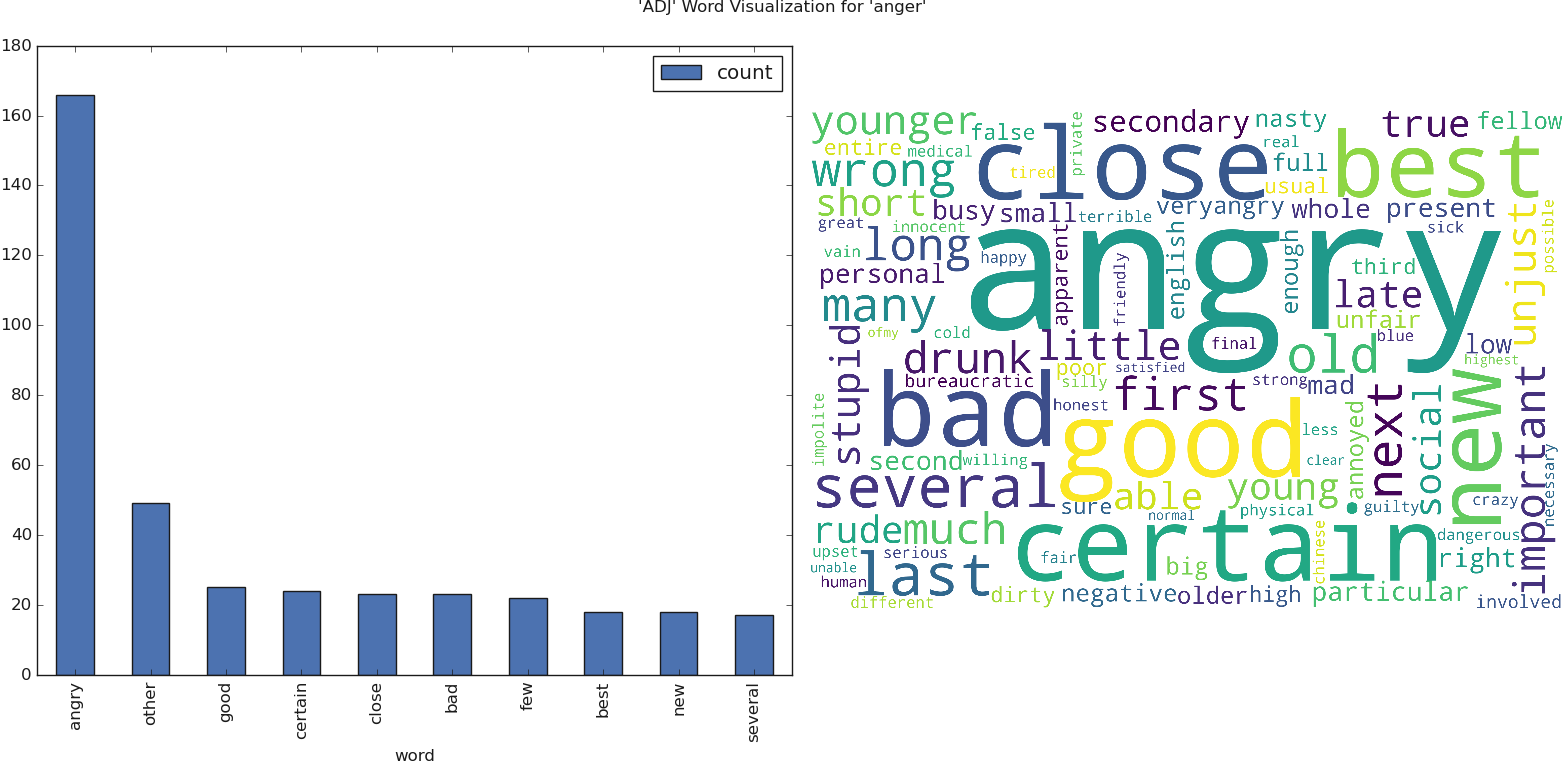 'ADJ' Word Visualization for 'anger'
180
160
140
120
100
80
60
40
20
0
count
angry
other
good
certain
close
bad
few
best
new
several
word
younger
false
private
secondary
nasty
true
fellow
entire
medical
close
real
best
wrong
tired
full
usual
short
busy
small
terrible
veryangry
whole
present
unjust
possible
great
innocent
sick
vain
long
happy
apparent
angry
friendly
english
enough
third
personal
late
many
unfair
ofmy
cold
stupid
drunk
little
final
old
blue
low
highest
bureaucratic
poor
satisfied
silly
first
strong
mad
important
impolite
bad
honest
good
annoyed
next
social
new
less
second
willing
clear
several
able
young
sure
normal
physical
guilty
crazy
necessary
rude
much
certain
dangerous
upset
serious
fair
chinese
right
unable
human
last
big
different
dirty
negative
older
high
particular
involved